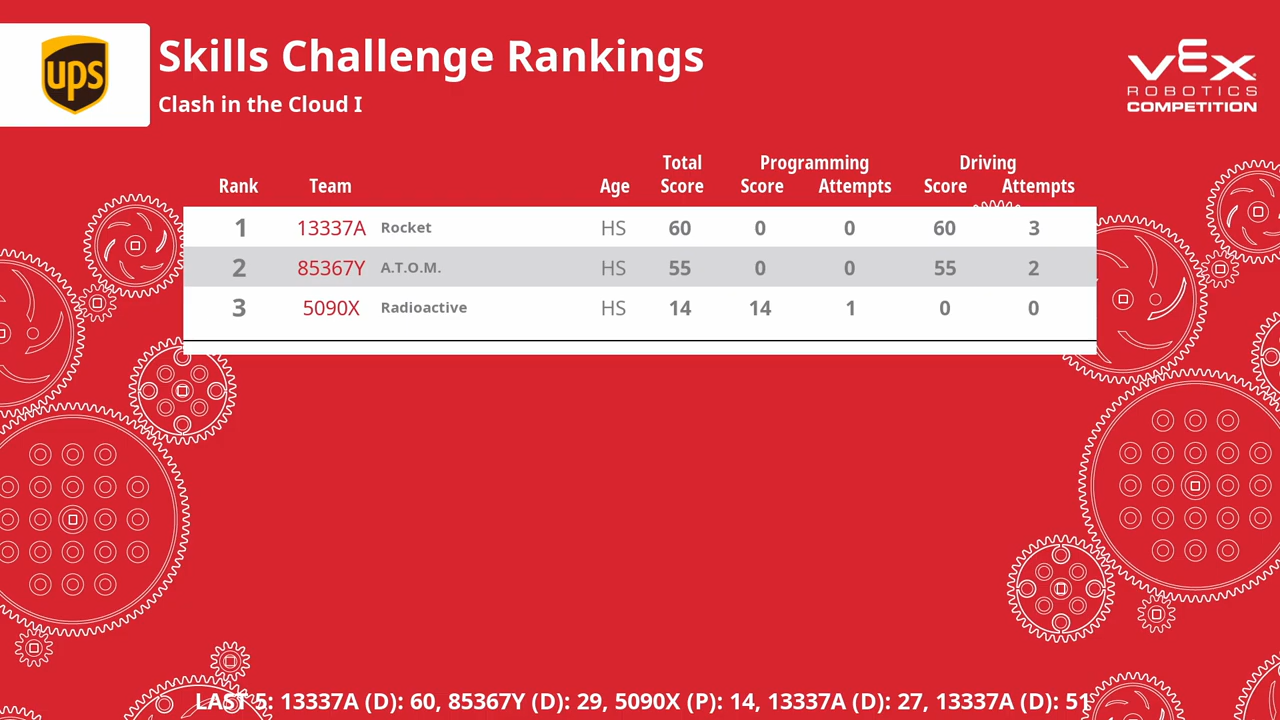 ups
Skills Challenge Rankings
Clash in the Cloud I
VEX
ROBOTICS
COMPETITION
Total Programming Driving
Rank Team Age Score Score Attempts Score Attempts
1 13337A Rocket HS 60 0 0 60 3
2 85367Y A.T.O.M. HS 55 0 0 55 2
3 5090X Radioactive HS 14 14 1 0 0
LAST 5: 13337A (D): 60, 85367Y (D): 29, 5090X (P): 14, 13337A (D): 27, 13337A (D): 51